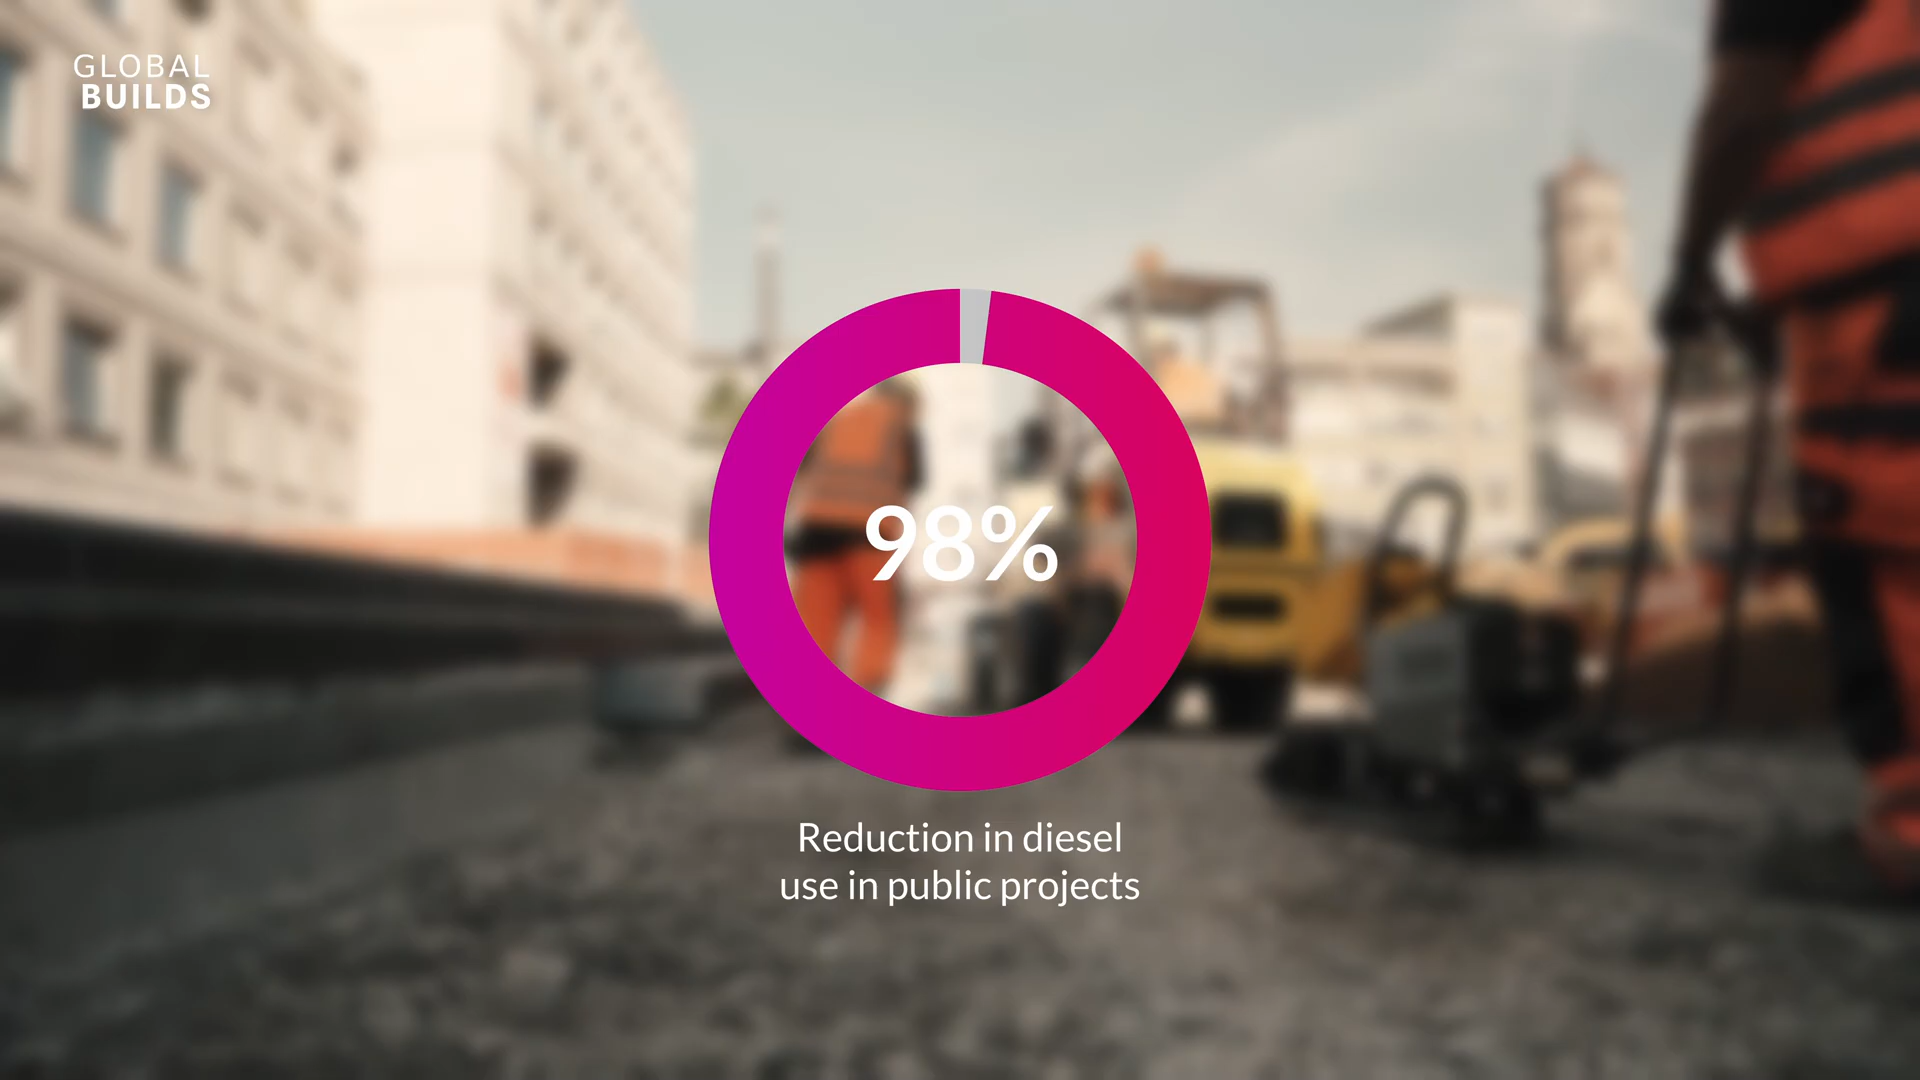 GLOBAL
BUILDS
98%
Reduction in diesel
use in public projects